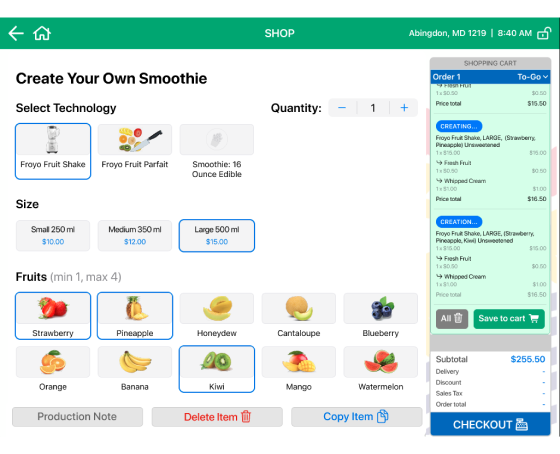 SHOP
Abingdon, MD 1219 | 8:40 AM
Create Your Own Smoothie
Select Technology
Quantity: − 1 +
Froyo Fruit Shake
Froyo Fruit Parfait
Smoothie: 16
Ounce Edible
Size
Small 250 ml
$10.00
Medium 350 ml
$12.00
Large 500 ml
$15.00
Fruits (min 1, max 4)
Strawberry
Pineapple
Honeydew
Cantaloupe
Blueberry
Orange
Banana
Kiwi
Mango
Watermelon
Production Note
Delete Item
Copy Item
SHOPPING CART
Order 1 To-Go
↳ Fresh Fruit
1 x $0.50 $0.50
Price total $15.50
CREATING...
Froyo Fruit Shake, LARGE, (Strawberry,
Pineapple) Unsweetened
1 x $15.00 $15.00
↳ Fresh Fruit
1 x $0.50 $0.50
↳ Whipped Cream
1 x $1.00 $1.00
Price total $16.50
CREATION...
Froyo Fruit Shake, LARGE, (Strawberry,
Pineapple, Kiwi) Unsweetened
1 x $15.00 $15.00
↳ Fresh Fruit
1 x $0.50 $0.50
↳ Whipped Cream
1 x $1.00 $1.00
Price total $16.50
All
Save to cart
Subtotal $255.50
Delivery -
Discount -
Sales Tax -
Order total -
CHECKOUT